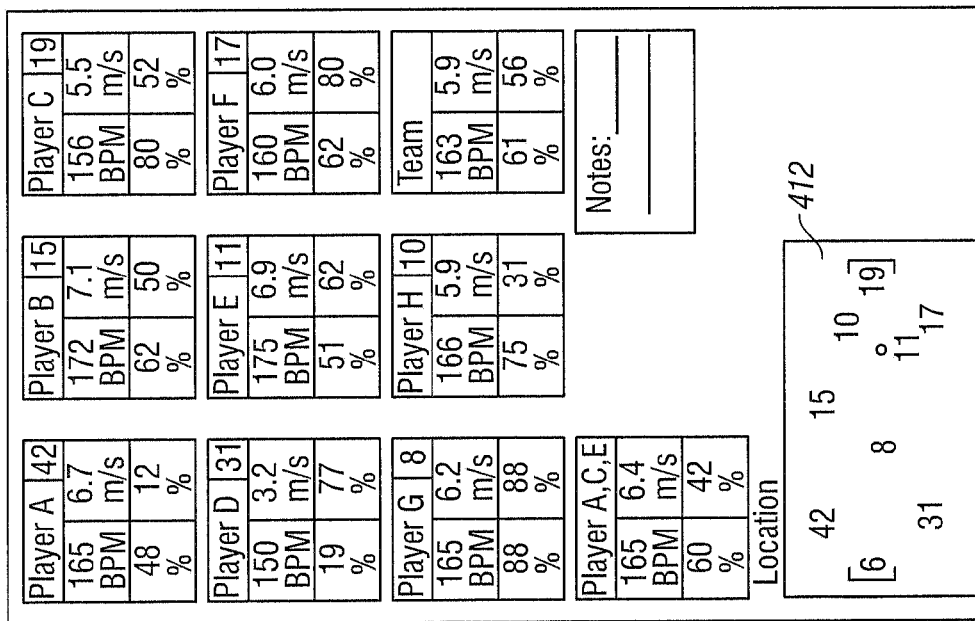 Player A 42
165 BPM 6.7 m/s
48 % 12 %
Player B 15
172 BPM 7.1 m/s
62 % 50 %
Player C 19
156 BPM 5.5 m/s
80 % 52 %
Player D 31
150 BPM 3.2 m/s
19 % 77 %
Player E 11
175 BPM 6.9 m/s
51 % 62 %
Player F 17
160 BPM 6.0 m/s
62 % 80 %
Player G 8
165 BPM 6.2 m/s
88 % 88 %
Player H 10
166 BPM 5.9 m/s
75 % 31 %
Team
163 BPM 5.9 m/s
61 % 56 %
Player A,C,E
165 BPM 6.4 m/s
60 % 42 %
Notes:
Location
412
42 15 10
6 8 19
31 11 17